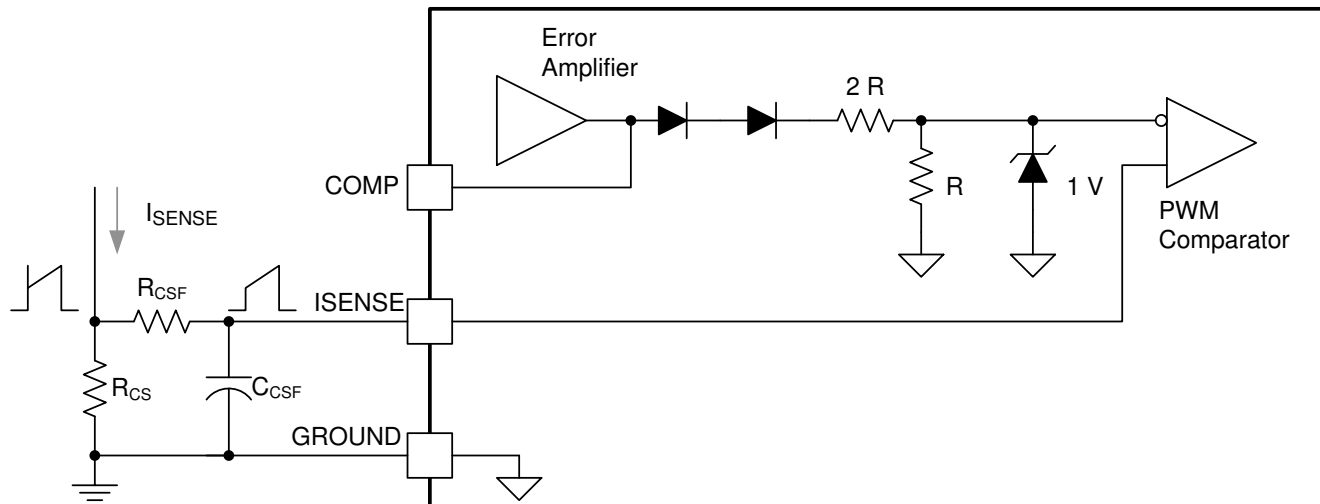 Error
Amplifier
2 R
COMP
R
1 V
PWM
Comparator
ISENSE
RCSF
ISENSE
RCS
CCSF
GROUND